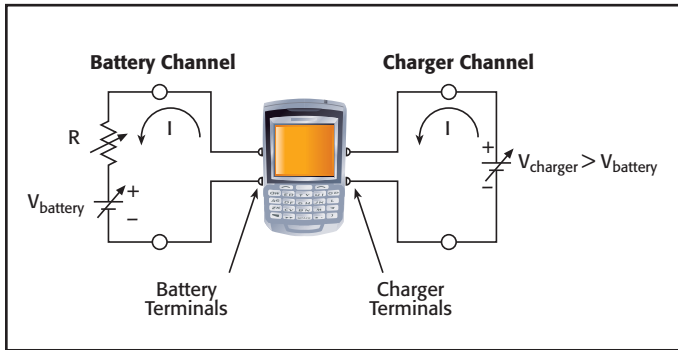 Battery Channel
Charger Channel
I
I
R
+
−
V_battery
+
−
V_charger > V_battery
Battery
Terminals
Charger
Terminals